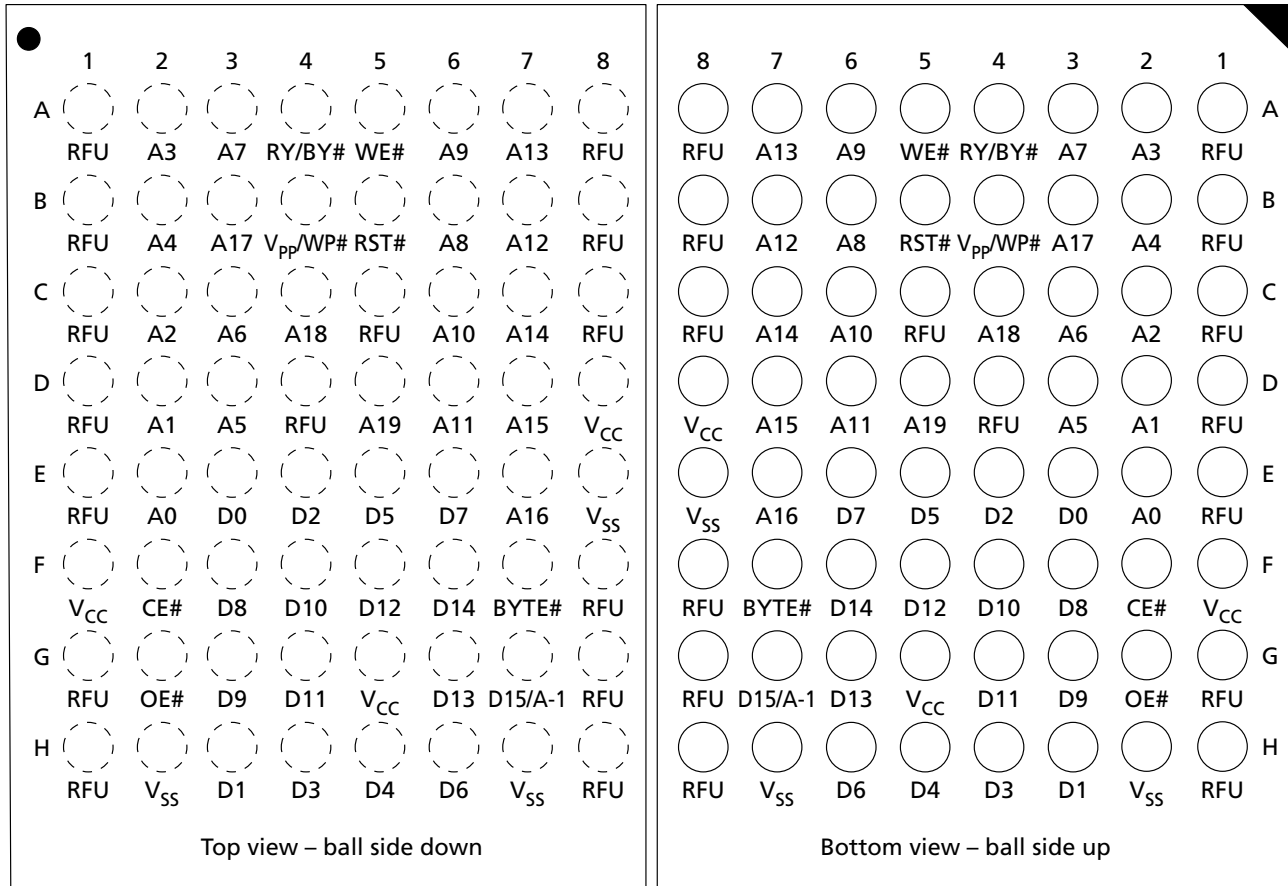 1 2 3 4 5 6 7 8
A
RFU A3 A7 RY/BY# WE# A9 A13 RFU
B
RFU A4 A17 VPP/WP# RST# A8 A12 RFU
C
RFU A2 A6 A18 RFU A10 A14 RFU
D
RFU A1 A5 RFU A19 A11 A15 VCC
E
RFU A0 D0 D2 D5 D7 A16 VSS
F
VCC CE# D8 D10 D12 D14 BYTE# RFU
G
RFU OE# D9 D11 VCC D13 D15/A-1 RFU
H
RFU VSS D1 D3 D4 D6 VSS RFU
Top view – ball side down
8 7 6 5 4 3 2 1
A
RFU A13 A9 WE# RY/BY# A7 A3 RFU
B
RFU A12 A8 RST# VPP/WP# A17 A4 RFU
C
RFU A14 A10 RFU A18 A6 A2 RFU
D
VCC A15 A11 A19 RFU A5 A1 RFU
E
VSS A16 D7 D5 D2 D0 A0 RFU
F
RFU BYTE# D14 D12 D10 D8 CE# VCC
G
RFU D15/A-1 D13 VCC D11 D9 OE# RFU
H
RFU VSS D6 D4 D3 D1 VSS RFU
Bottom view – ball side up